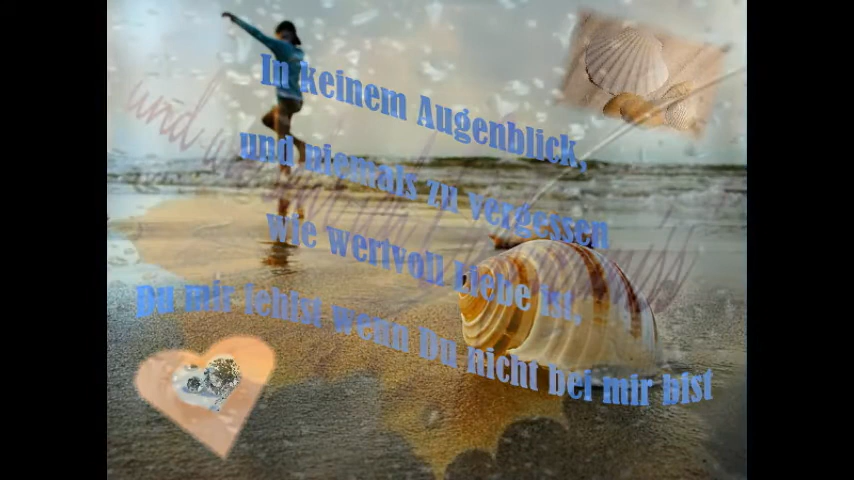 In keinem Augenblick,
und niemals zu vergessen
wie wertvoll Liebe ist,
Du mir fehlst wenn Du nicht bei mir bist
und